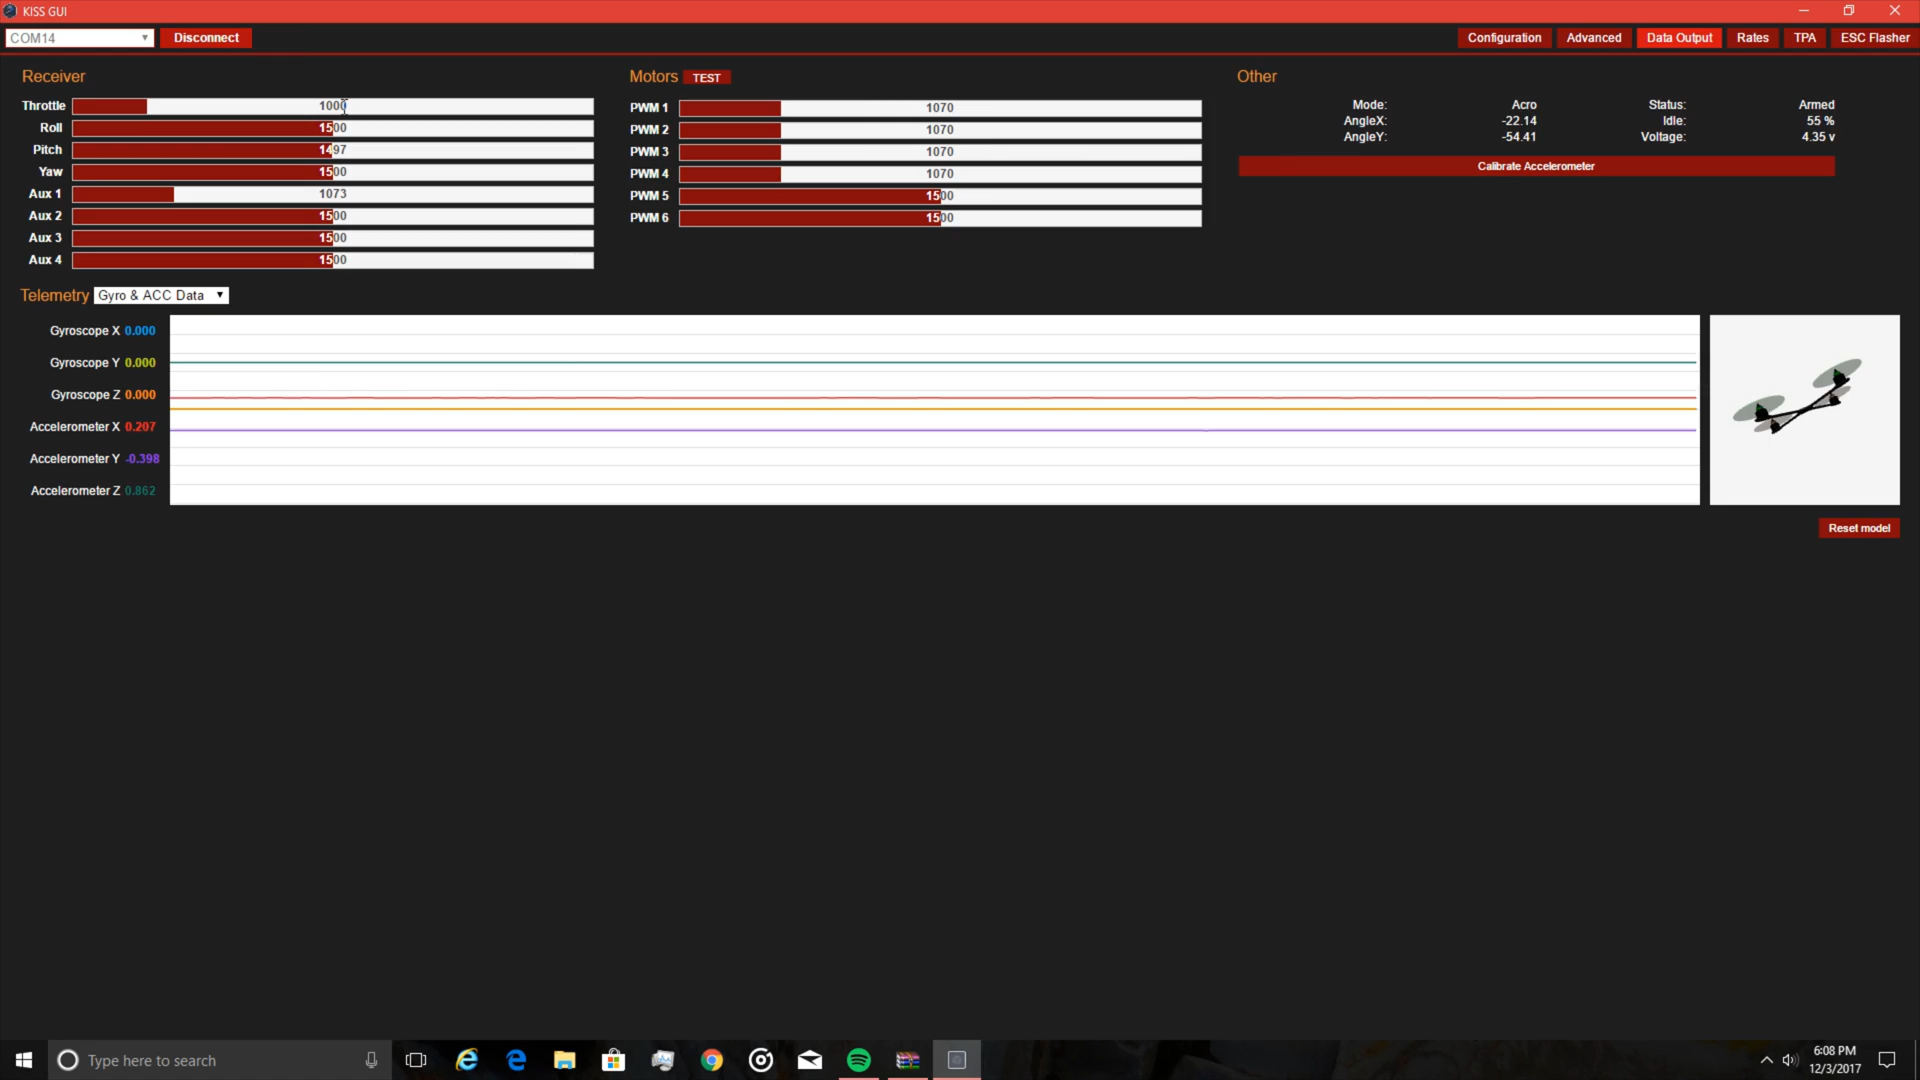 KISS GUI
COM14 Disconnect Configuration Advanced Data Output Rates TPA ESC Flasher
Receiver
Throttle 1000
Roll 1500
Pitch 1497
Yaw 1500
Aux 1 1073
Aux 2 1500
Aux 3 1500
Aux 4 1500
Motors TEST
PWM 1 1070
PWM 2 1070
PWM 3 1070
PWM 4 1070
PWM 5 1500
PWM 6 1500
Other
Mode: Acro Status: Armed
AngleX: -22.14 Idle: 55 %
AngleY: -54.41 Voltage: 4.35 v
Calibrate Accelerometer
Telemetry Gyro & ACC Data
Gyroscope X 0.000
Gyroscope Y 0.000
Gyroscope Z 0.000
Accelerometer X 0.207
Accelerometer Y -0.398
Accelerometer Z 0.862
Reset model
Type here to search
6:08 PM
12/3/2017